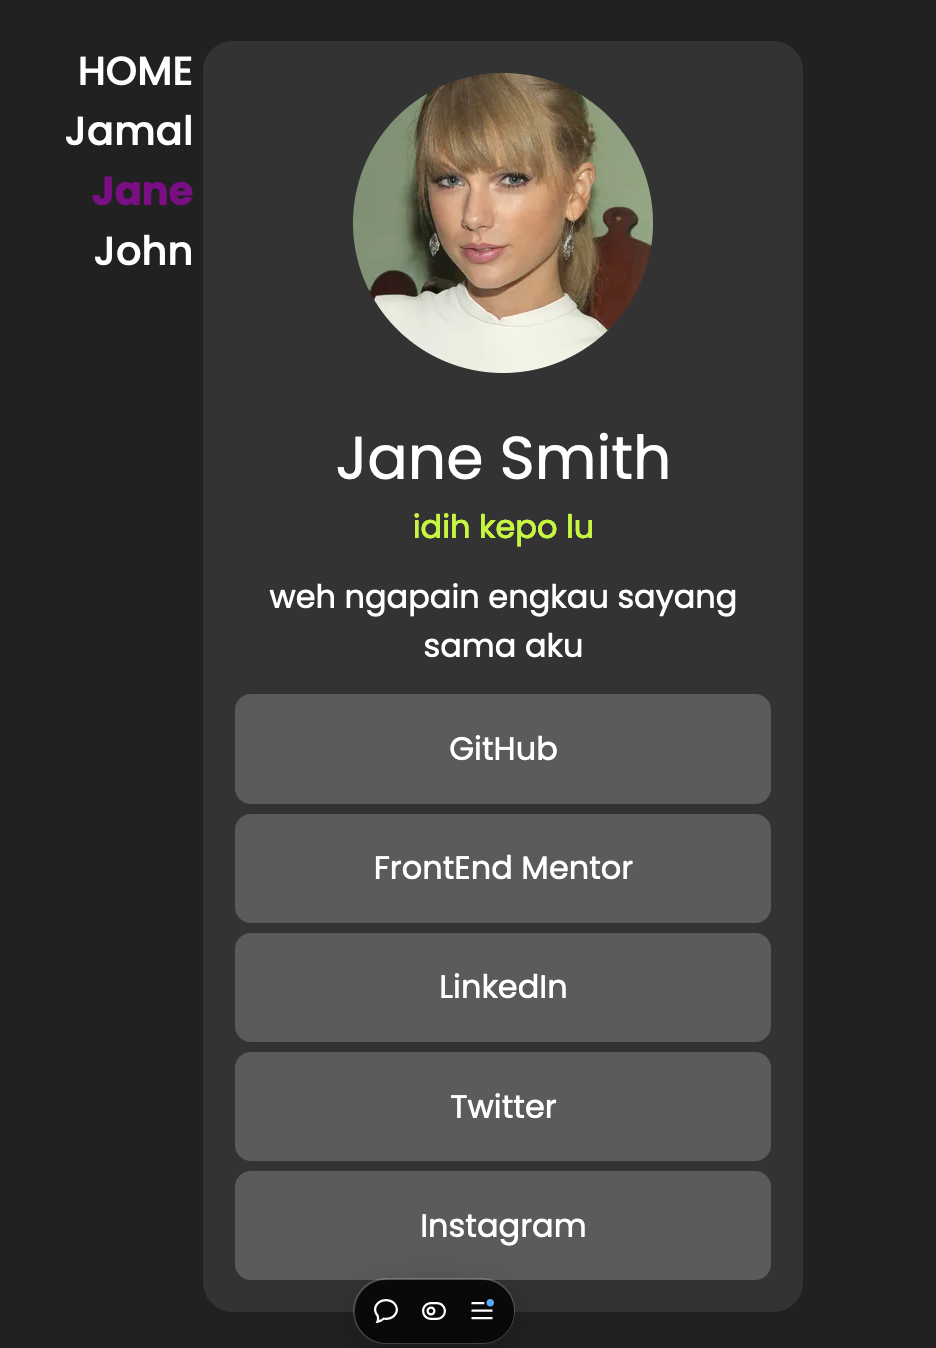 HOME
Jamal
Jane
John
Jane Smith
idih kepo lu
weh ngapain engkau sayang
sama aku
GitHub
FrontEnd Mentor
LinkedIn
Twitter
Instagram